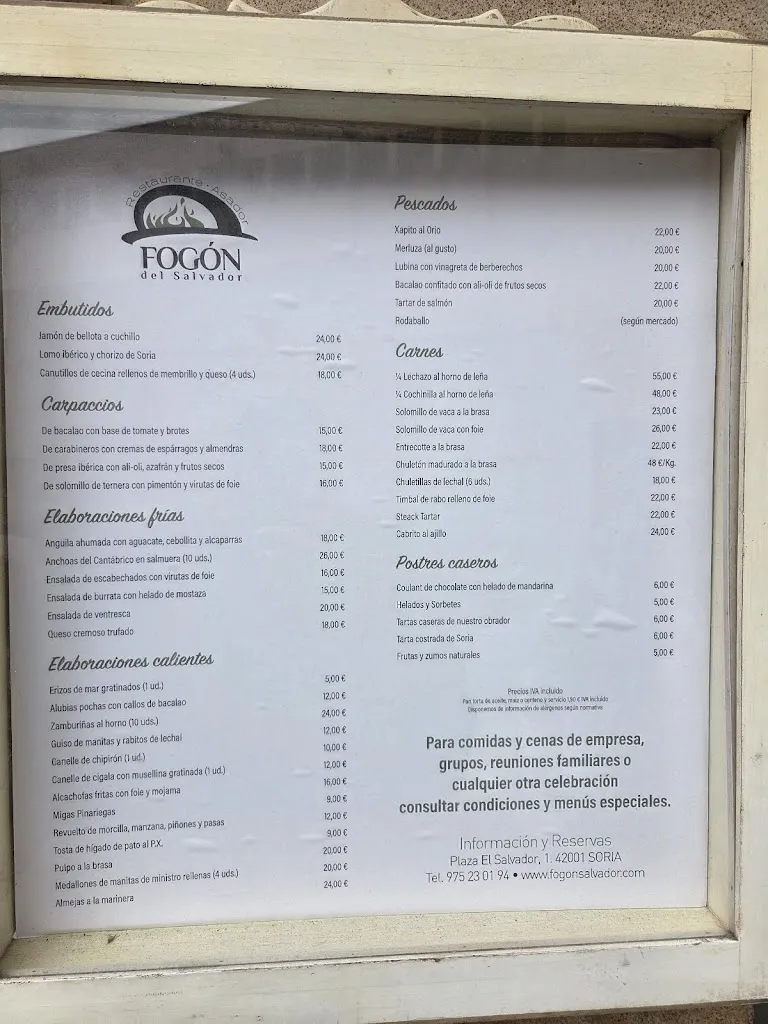 Restaurante - Asador
FOGÓN
del Salvador
Embutidos
Jamón de bellota a cuchillo 24,00 €
Lomo ibérico y chorizo de Soria 24,00 €
Canutillos de cecina rellenos de membrillo y queso (4 uds.) 18,00 €
Carpaccios
De bacalao con base de tomate y brotes 15,00 €
De carabineros con cremas de espárragos y almendras 18,00 €
De presa ibérica con ali-oli, azafrán y frutos secos 15,00 €
De solomillo de ternera con pimentón y virutas de foie 16,00 €
Elaboraciones frías
Anguila ahumada con aguacate, cebollita y alcaparras 18,00 €
Anchoas del Cantábrico en salmuera (10 uds.) 26,00 €
Ensalada de escabechados con virutas de foie 16,00 €
Ensalada de burrata con helado de mostaza 15,00 €
Ensalada de ventresca 20,00 €
Queso cremoso trufado 18,00 €
Elaboraciones calientes
Erizos de mar gratinados (1 ud.) 5,00 €
Alubias pochas con callos de bacalao 12,00 €
Zamburiñas al horno (10 uds.) 24,00 €
Guiso de manitas y rabitos de lechal 12,00 €
Canelle de chipirón (1 ud.) 10,00 €
Canelle de cigala con muselina gratinada (1 ud.) 12,00 €
Alcachofas fritas con foie y mojama 16,00 €
Migas Pinariegas 9,00 €
Revuelto de morcilla, manzana, piñones y pasas 12,00 €
Tosta de hígado de pato al P.X. 9,00 €
Pulpo a la brasa 20,00 €
Medallones de manitas de ministro rellenas (4 uds.) 20,00 €
Almejas a la marinera 24,00 €
Pescados
Xapito al Orio 22,00 €
Merluza (al gusto) 20,00 €
Lubina con vinagreta de berberechos 20,00 €
Bacalao confitado con ali-oli de frutos secos 22,00 €
Tartar de salmón 20,00 €
Rodaballo (según mercado)
Carnes
¼ Lechazo al horno de leña 55,00 €
¼ Cochinilla al horno de leña 48,00 €
Solomillo de vaca a la brasa 23,00 €
Solomillo de vaca con foie 26,00 €
Entrecotte a la brasa 22,00 €
Chuletón madurado a la brasa 48 €/Kg.
Chuletillas de lechal (6 uds.) 18,00 €
Timbal de rabo relleno de foie 22,00 €
Steack Tartar 22,00 €
Cabrito al ajillo 24,00 €
Postres caseros
Coulant de chocolate con helado de mandarina 6,00 €
Helados y Sorbetes 5,00 €
Tartas caseras de nuestro obrador 6,00 €
Tarta costrada de Soria 6,00 €
Frutas y zumos naturales 5,00 €
Precios IVA incluido
Pan, torta de aceite, maíz o centeno y servicio 1,90 € IVA incluido
Disponemos de información de alérgenos según normativa
Para comidas y cenas de empresa,
grupos, reuniones familiares o
cualquier otra celebración
consultar condiciones y menús especiales.
Información y Reservas
Plaza El Salvador, 1. 42001 SORIA
Tel. 975 23 01 94 • www.fogonsalvador.com